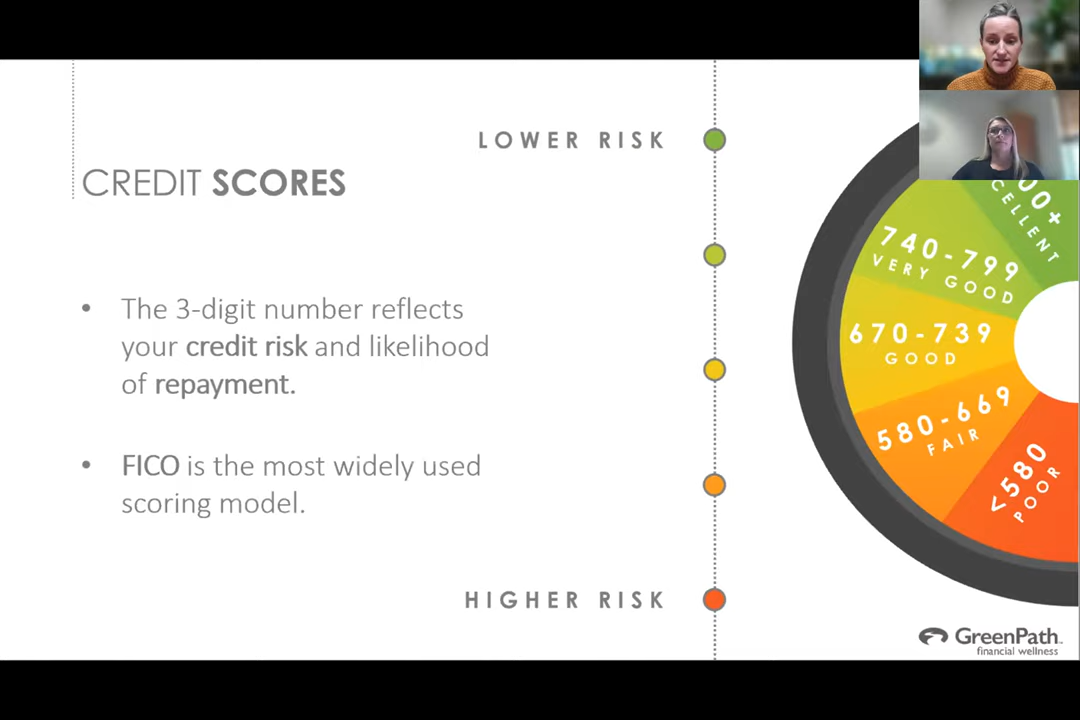 LOWER RISK
CREDIT SCORES
• The 3-digit number reflects
your credit risk and likelihood
of repayment.
• FICO is the most widely used
scoring model.
HIGHER RISK
00+
CELLENT
740-799
VERY GOOD
670-739
GOOD
580-669
FAIR
<580
POOR
GreenPath
financial wellness